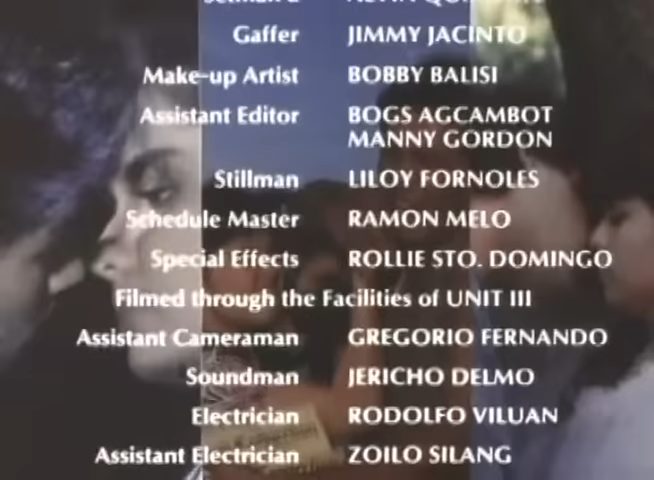 Gaffer JIMMY JACINTO
Make-up Artist BOBBY BALISI
Assistant Editor BOGS AGCAMBOT
MANNY GORDON
Stillman LILOY FORNOLES
Schedule Master RAMON MELO
Special Effects ROLLIE STO. DOMINGO
Filmed through the Facilities of UNIT III
Assistant Cameraman GREGORIO FERNANDO
Soundman JERICHO DELMO
Electrician RODOLFO VILUAN
Assistant Electrician ZOILO SILANG